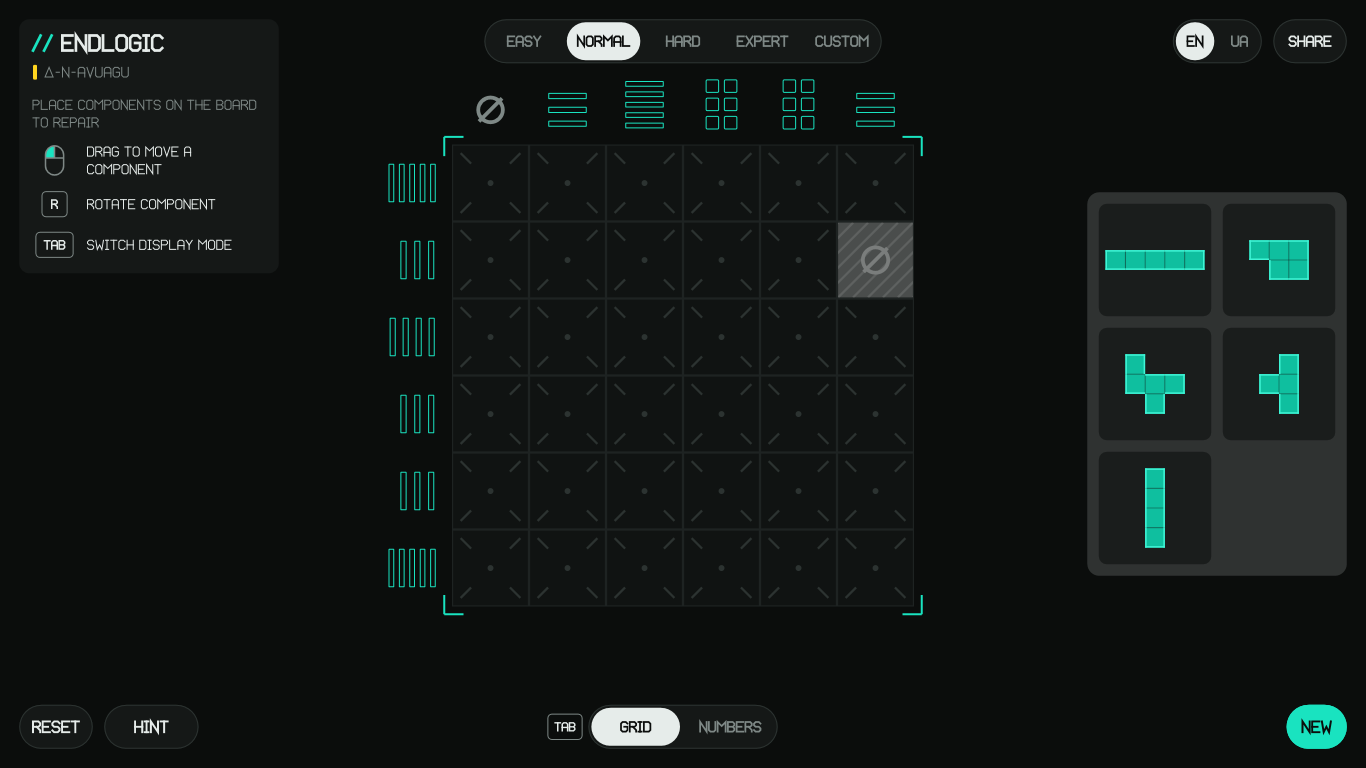 // ENDLOGIC
Δ-N-AVUAGU
PLACE COMPONENTS ON THE BOARD
TO REPAIR
DRAG TO MOVE A
COMPONENT
R ROTATE COMPONENT
TAB SWITCH DISPLAY MODE
EASY NORMAL HARD EXPERT CUSTOM
EN UA SHARE
RESET HINT
TAB GRID NUMBERS
NEW